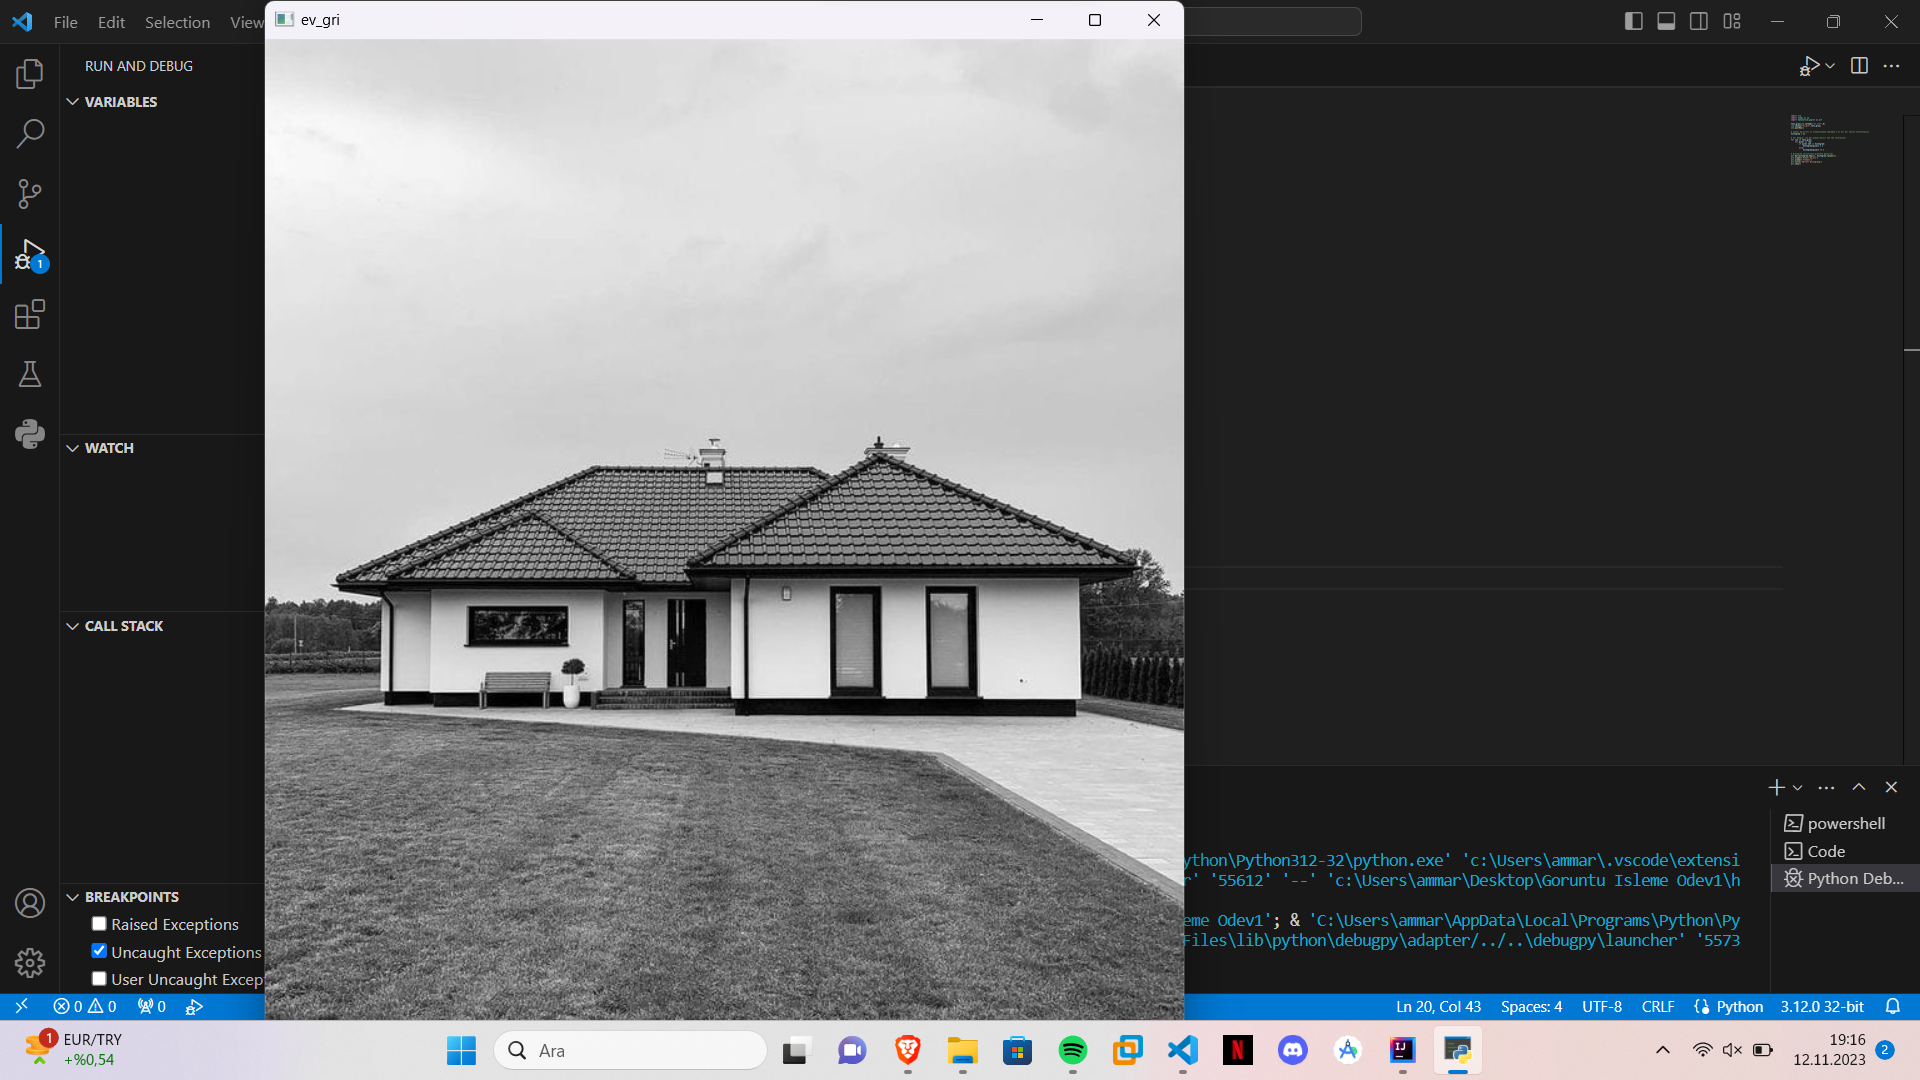 File Edit Selection View
ev_gri
RUN AND DEBUG
VARIABLES
WATCH
CALL STACK
BREAKPOINTS
Raised Exceptions
Uncaught Exceptions
User Uncaught Excep
powershell
Code
Python Deb...
ython\Python312-32\python.exe' 'c:\Users\ammar\.vscode\extensi
r' '55612' '--' 'c:\Users\ammar\Desktop\Goruntu Isleme Odev1\h
eme Odev1'; & 'C:\Users\ammar\AppData\Local\Programs\Python\Py
Files\lib\python\debugpy\adapter/../..\debugpy\launcher' '5573
0 0 0
Ln 20, Col 43 Spaces: 4 UTF-8 CRLF Python 3.12.0 32-bit
1
EUR/TRY
+%0,54
Ara
19:16
12.11.2023
2